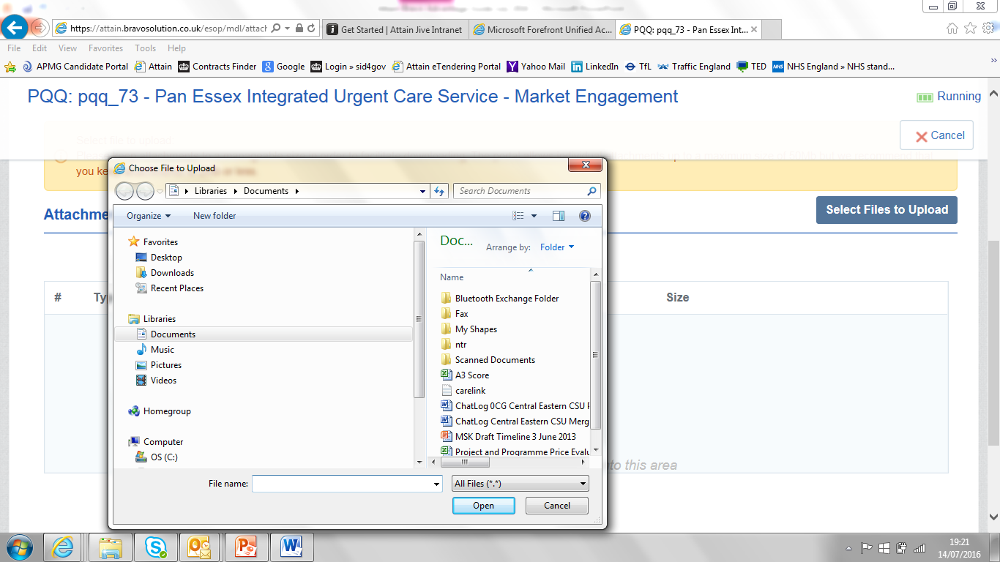 https://attain.bravosolution.co.uk/esop/mdl/attach
Get Started | Attain Jive Intranet
Microsoft Forefront Unified Ac...
PQQ: pqq_73 - Pan Essex Int...
File Edit View Favorites Tools Help
APMG Candidate Portal Attain Contracts Finder Google Login » sid4gov Attain eTendering Portal Yahoo Mail LinkedIn TfL Traffic England TED NHS England » NHS stand...
PQQ: pqq_73 - Pan Essex Integrated Urgent Care Service - Market Engagement
Running
Cancel
Select file to upload
you ke
Choose File to Upload
Libraries Documents
Search Documents
Attachme
Select Files to Upload
Organize New folder
Favorites
Desktop
Downloads
Recent Places
Libraries
Documents
Music
Pictures
Videos
Homegroup
Computer
OS (C:)
Doc...
Arrange by: Folder
Name
Bluetooth Exchange Folder
Fax
My Shapes
ntr
Scanned Documents
A3 Score
carelink
ChatLog 0CG Central Eastern CSU
ChatLog Central Eastern CSU Merg
MSK Draft Timeline 3 June 2013
Project and Programme Price Evalu
# Ty
Size
nto this area
File name:
All Files (*.*)
Open Cancel
19:21
14/07/2016